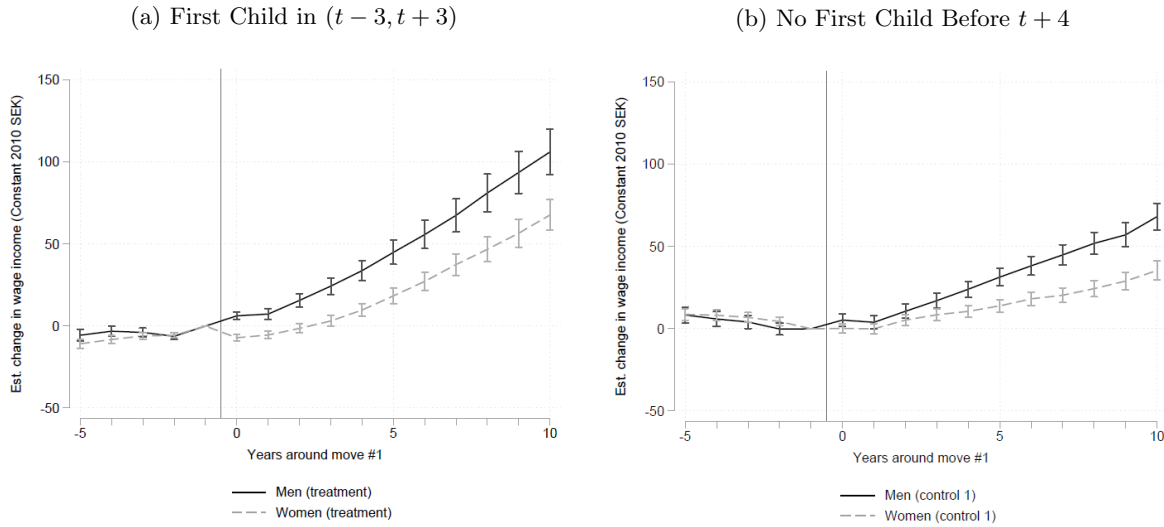 (a) First Child in (t − 3, t + 3)
Est. change in wage income (Constant 2010 SEK)
150
100
50
0
-50
-5
0
5
10
Years around move #1
Men (treatment)
Women (treatment)
(b) No First Child Before t + 4
Est. change in wage income (Constant 2010 SEK)
150
100
50
0
-50
-5
0
5
10
Years around move #1
Men (control 1)
Women (control 1)